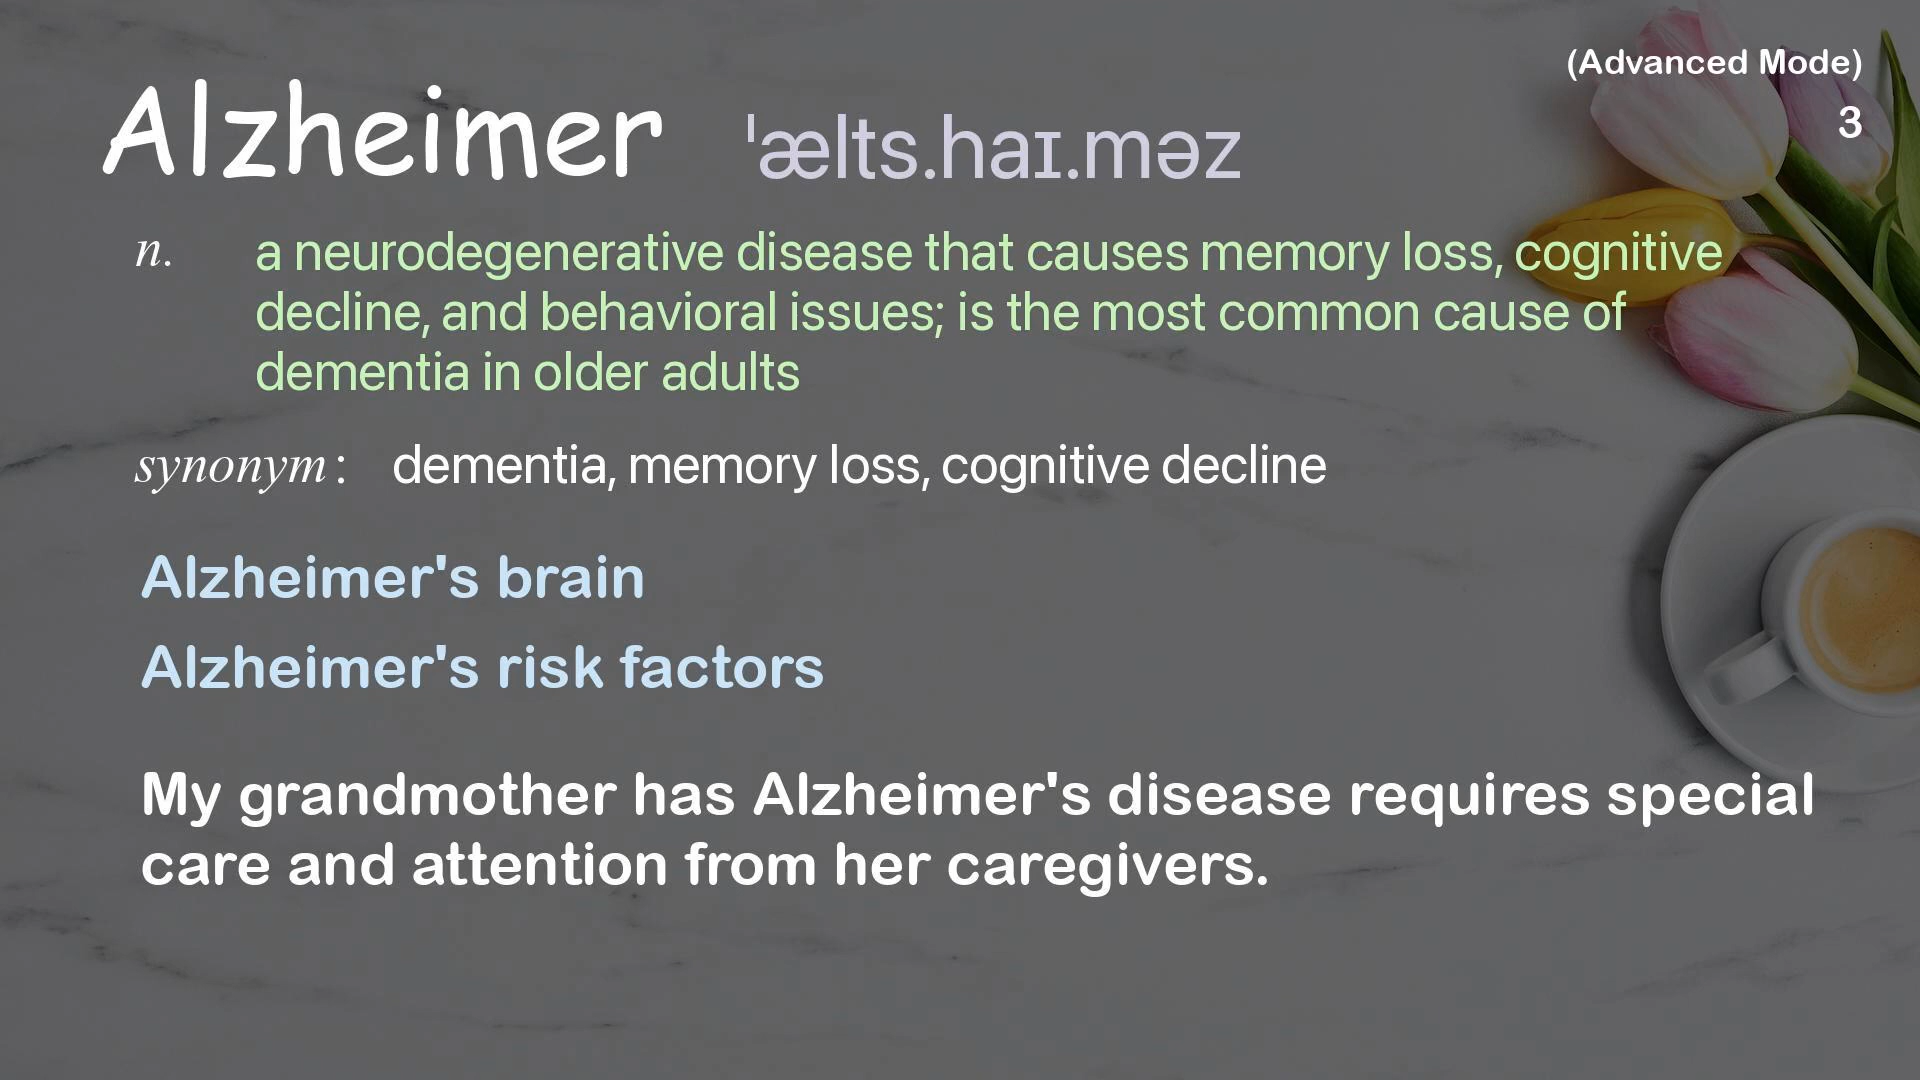 (Advanced Mode)
3
Alzheimer ˈælts.haɪ.məz
n. a neurodegenerative disease that causes memory loss, cognitive
decline, and behavioral issues; is the most common cause of
dementia in older adults
synonym: dementia, memory loss, cognitive decline
Alzheimer's brain
Alzheimer's risk factors
My grandmother has Alzheimer's disease requires special
care and attention from her caregivers.